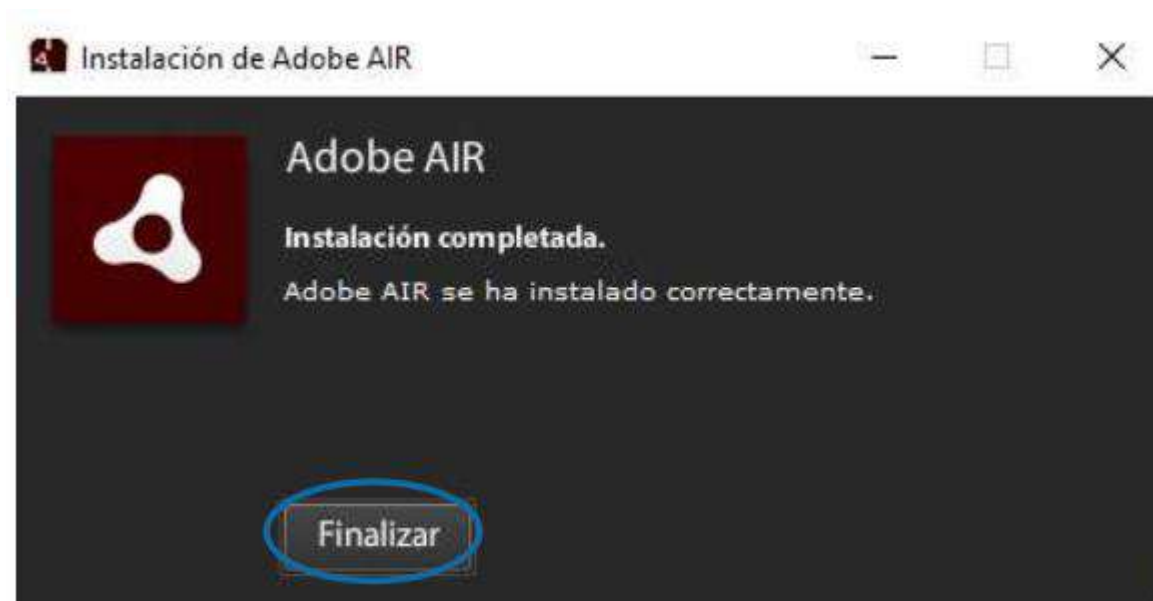 Instalación de Adobe AIR
Adobe AIR
Instalación completada.
Adobe AIR se ha instalado correctamente.
Finalizar